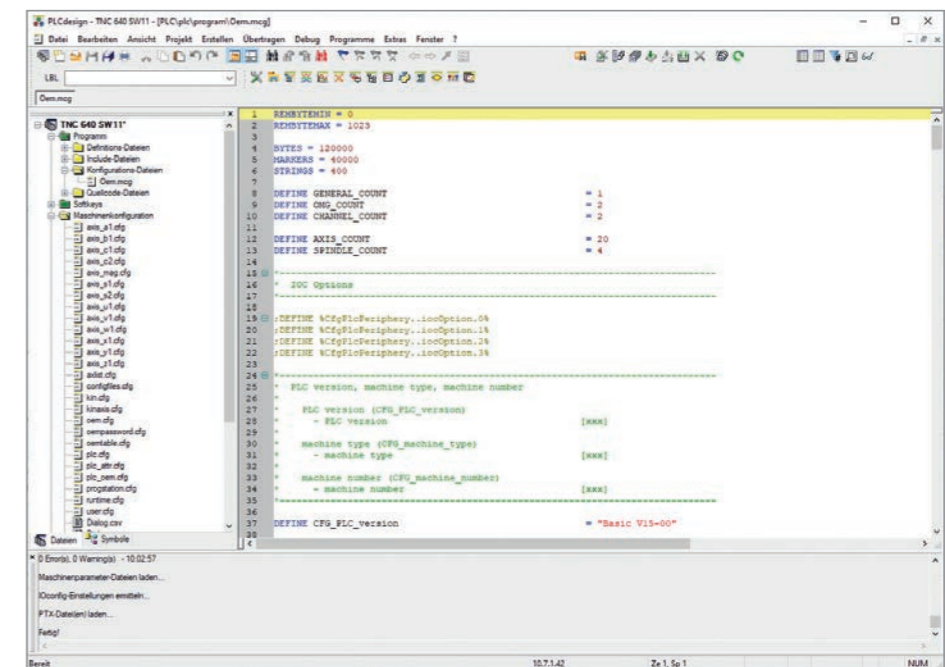 PLCdesign - TNC 640 SW11 - [PLC\plc\program\Oem.mcg]
Datei Bearbeiten Ansicht Projekt Erstellen Übertragen Debug Programme Extras Fenster ?
LBL
Oem.mcg
TNC 640 SW11*
Programm
Definitions-Dateien
Include-Dateien
Konfigurations-Dateien
Oem.mcg
Quellcode-Dateien
Softkeys
Maschinenkonfiguration
axis_a1.cfg
axis_b1.cfg
axis_c1.cfg
axis_c2.cfg
axis_mag.cfg
axis_s1.cfg
axis_s2.cfg
axis_u1.cfg
axis_v1.cfg
axis_w1.cfg
axis_x1.cfg
axis_y1.cfg
axis_z1.cfg
axlist.cfg
configfiles.cfg
kin.cfg
kinaxis.cfg
oem.cfg
oempassword.cfg
oemtable.cfg
plc.cfg
plc_attr.cfg
plc_oem.cfg
progstation.cfg
runtime.cfg
user.cfg
Dialog.csv
Dateien Symbole
1 REMBYTEMIN = 0
2 REMBYTEMAX = 1023
3
4 BYTES = 120000
5 MARKERS = 40000
6 STRINGS = 400
7
8 DEFINE GENERAL_COUNT = 1
9 DEFINE OMG_COUNT = 2
10 DEFINE CHANNEL_COUNT = 2
11
12 DEFINE AXIS_COUNT = 20
13 DEFINE SPINDLE_COUNT = 4
14
15 *------------------------------------------------------------
16 * IOC Options
17 *------------------------------------------------------------
18
19 ;DEFINE %CfgPlcPeriphery..iocOption.0%
20 ;DEFINE %CfgPlcPeriphery..iocOption.1%
21 ;DEFINE %CfgPlcPeriphery..iocOption.2%
22 ;DEFINE %CfgPlcPeriphery..iocOption.3%
23
24 *------------------------------------------------------------
25 * PLC version, machine type, machine number
26 *
27 * PLC version (CFG_PLC_version)
28 * - PLC version [xxx]
29 *
30 * machine type (CFG_machine_type)
31 * - machine type [xxx]
32 *
33 * machine number (CFG_machine_number)
34 * - machine number [xxx]
35 *------------------------------------------------------------
36
37 DEFINE CFG_PLC_version = "Basic V15-00"
38
0 Error(s), 0 Warning(s) - 10:02:57
Maschinenparameter-Dateien laden...
IOconfig-Einstellungen ermitteln...
PTX-Datei(en) laden...
Fertig!
Bereit 10.7.1.42 Ze 1, Sp 1 NUM